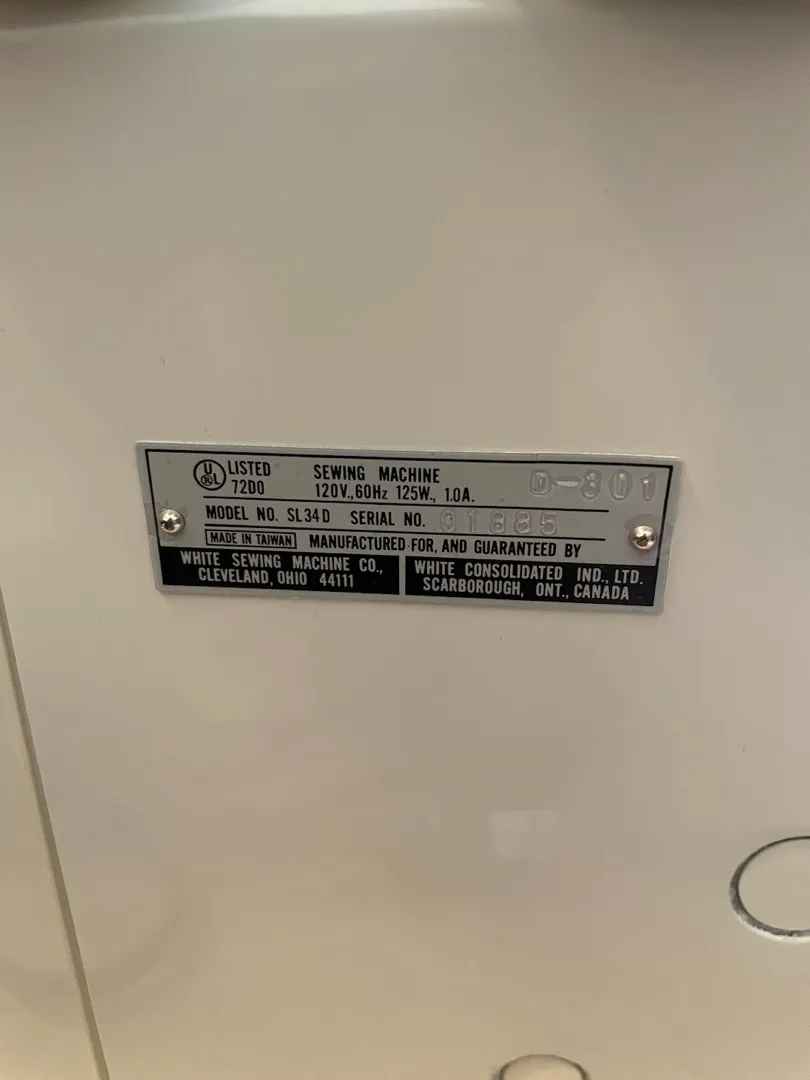 UL® LISTED
72D0
SEWING MACHINE
120V.,60Hz 125W., 1.0A.
D-301
MODEL NO. SL34D SERIAL NO. 01885
MADE IN TAIWAN MANUFACTURED FOR, AND GUARANTEED BY
WHITE SEWING MACHINE CO.,
CLEVELAND, OHIO 44111
WHITE CONSOLIDATED IND., LTD.
SCARBOROUGH, ONT., CANADA